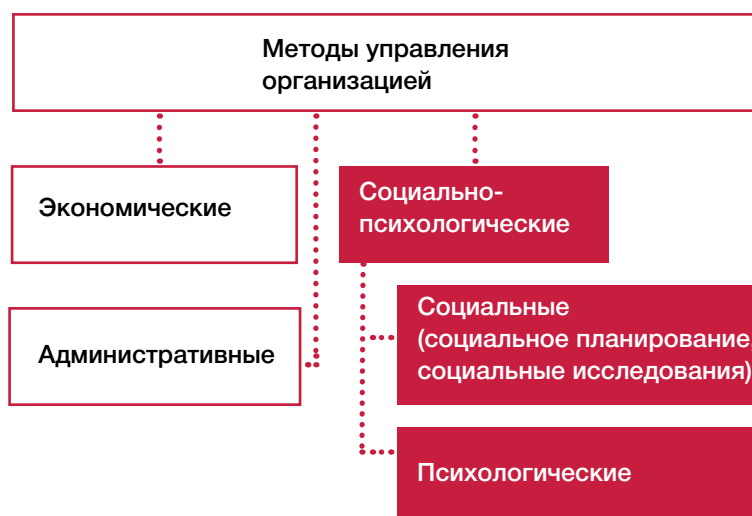 Методы управления
организацией
Экономические
Социально-
психологические
Административные
Социальные
(социальное планирование,
социальные исследования)
Психологические